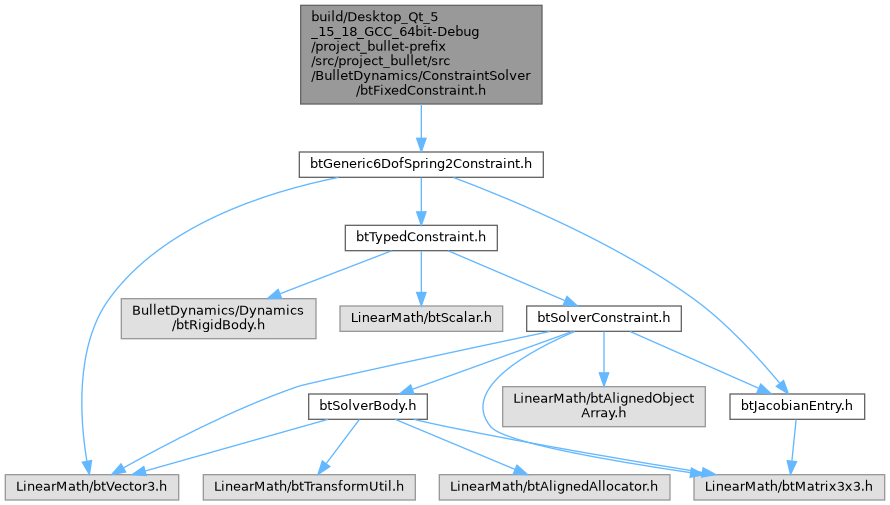 build/Desktop_Qt_5
_15_18_GCC_64bit-Debug
/project_bullet-prefix
/src/project_bullet/src
/BulletDynamics/ConstraintSolver
/btFixedConstraint.h
btGeneric6DofSpring2Constraint.h
btTypedConstraint.h
BulletDynamics/Dynamics
/btRigidBody.h
LinearMath/btScalar.h
btSolverConstraint.h
btSolverBody.h
LinearMath/btAlignedObject
Array.h
btJacobianEntry.h
LinearMath/btVector3.h
LinearMath/btTransformUtil.h
LinearMath/btAlignedAllocator.h
LinearMath/btMatrix3x3.h